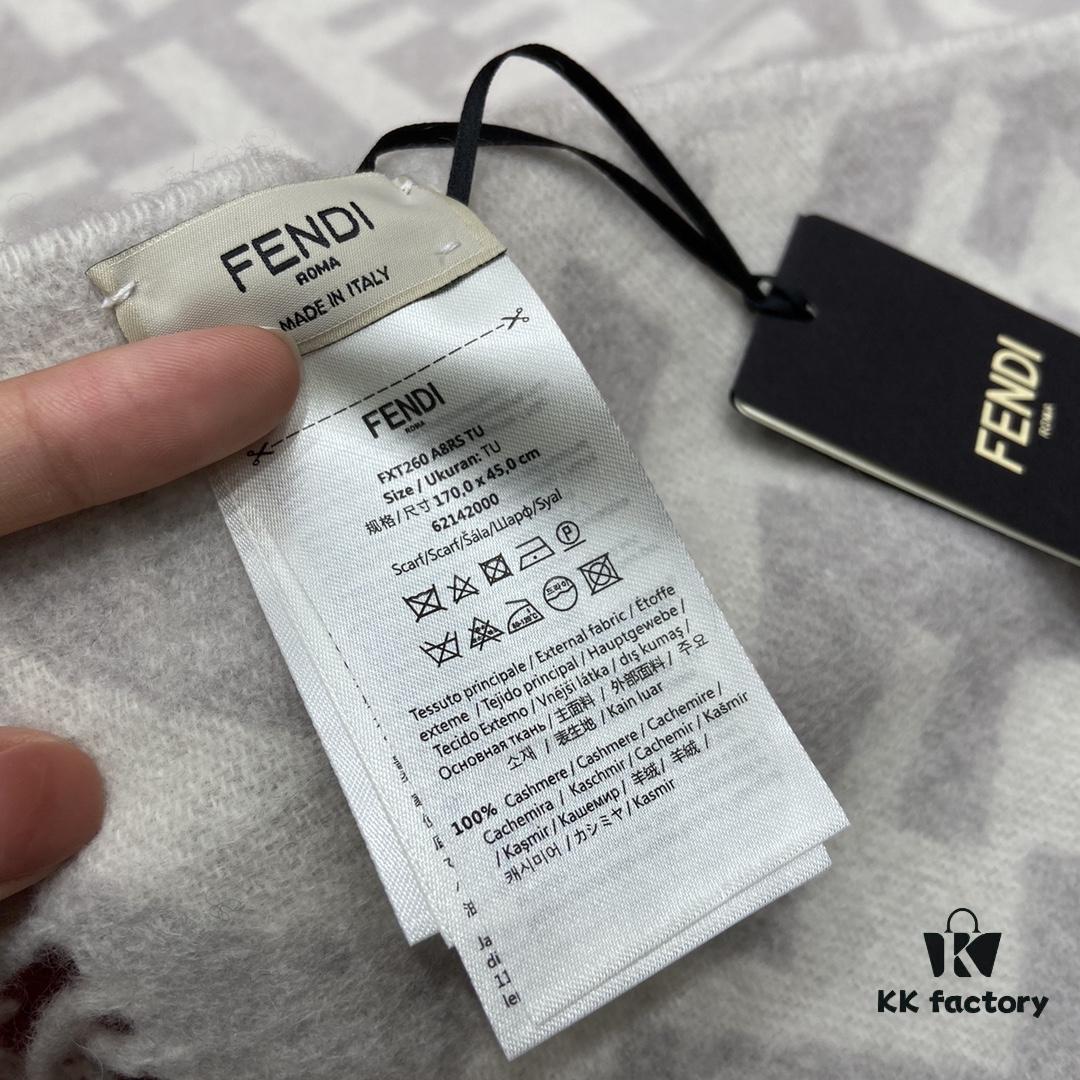 FENDI
ROMA
MADE IN ITALY
FENDI
ROMA
FXT260 A8RS TU
Size / Ukuran: TU
规格/尺寸 170,0 x 45,0 cm
62142000
Scarf/Scarf/Šála/Шарф/Syal
Tessuto principale / External fabric / Étoffe
exteme / Tejido principal / Hauptgewebe /
Tecido Externo / Vnější látka / dış kumaş /
Основная ткань / 主面料 / 外部面料 / 주요
소재 / 表生地 / Kain luar
100% Cashmere / Cashmere / Cachemire /
Cachemira / Kaschmir / Cachemir / Kašmír
/ Kaşmir / Кашемир / 羊绒 / 羊絨 /
캐시미어 / カシミヤ / Kasmir
FENDI
ROMA
KK factory